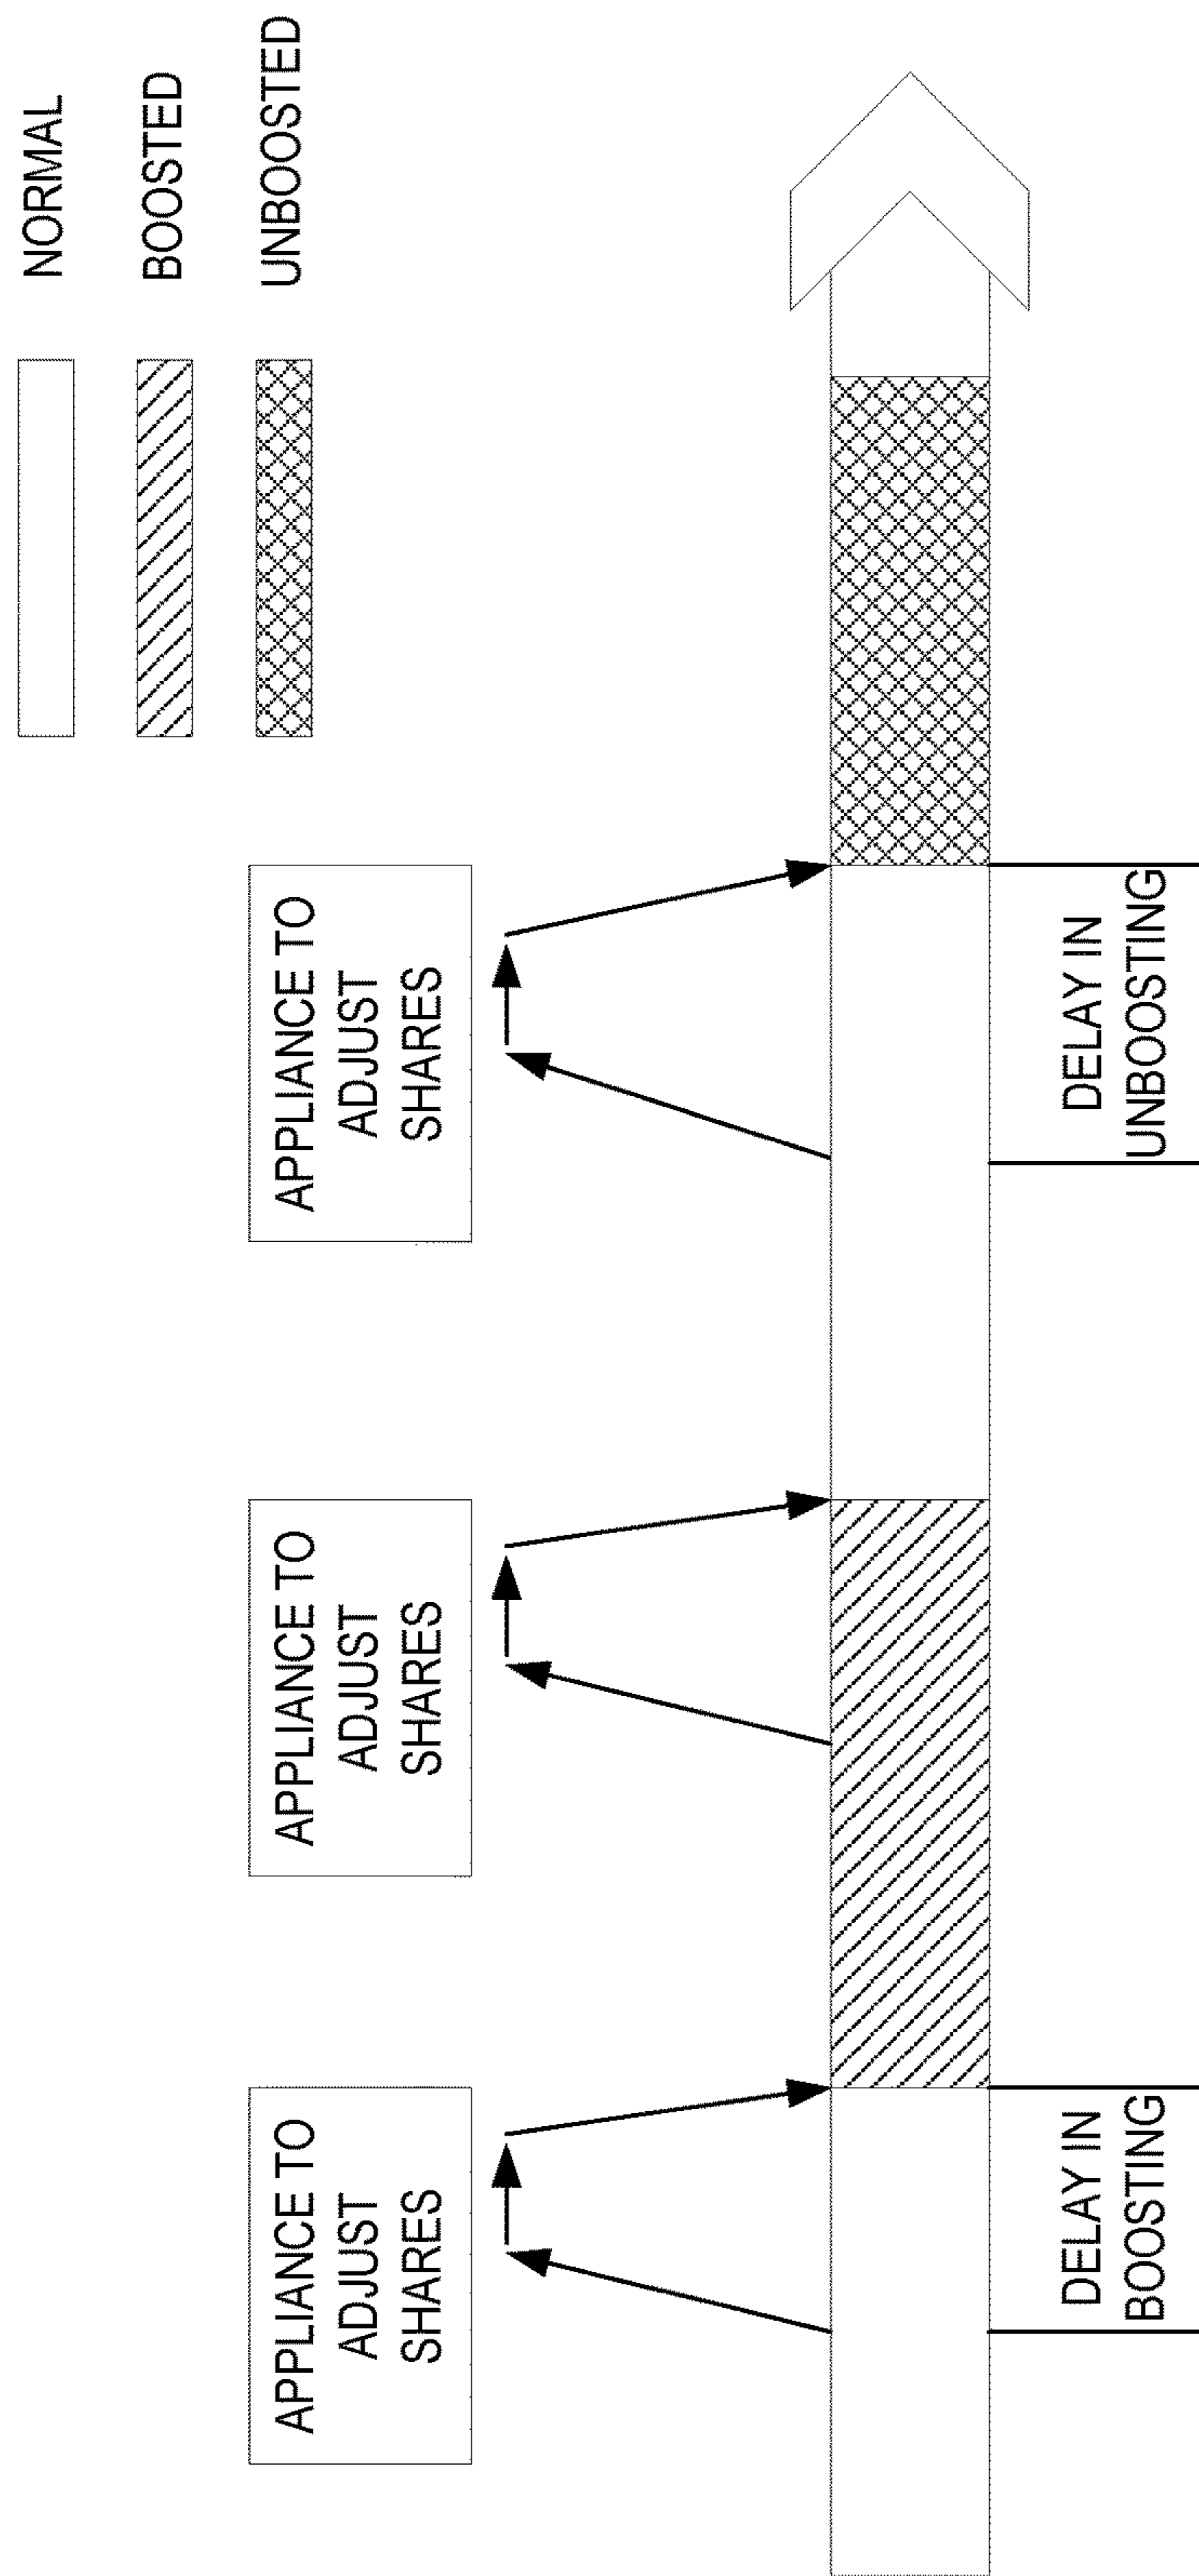 NORMAL
BOOSTED
UNBOOSTED
APPLIANCE TO
ADJUST
SHARES
APPLIANCE TO
ADJUST
SHARES
APPLIANCE TO
ADJUST
SHARES
DELAY IN
BOOSTING
DELAY IN
UNBOOSTING